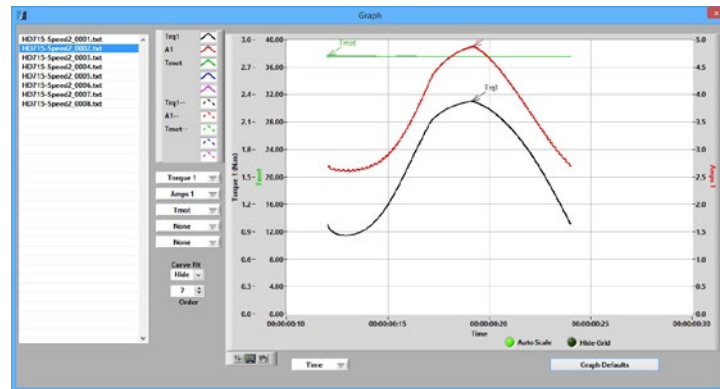 Graph
HD715-Speed2_0001.txt
HD715-Speed2_0002.txt
HD715-Speed2_0003.txt
HD715-Speed2_0004.txt
HD715-Speed2_0005.txt
HD715-Speed2_0006.txt
HD715-Speed2_0007.txt
HD715-Speed2_0008.txt
Trq1
A1
Tmot
Trq1--
A1--
Tmot--
Torque 1
Amps 1
Tmot
None
None
Curve Fit
Hide
7
Order
Torque 1 (N.m)
3.0
2.7
2.4
2.1
1.8
1.5
1.2
0.9
0.6
0.3
0.0
Tmot
40.00
36.00
32.00
28.00
24.00
20.00
16.00
12.00
8.00
4.00
0.00
Tmot
Trq1
5.0
4.5
4.0
3.5
3.0
2.5
2.0
1.5
1.0
0.5
0.0
Amps 1
00:00:00:10
00:00:00:15
00:00:00:20
00:00:00:25
00:00:00:30
Time
Auto Scale
Hide Grid
Time
Graph Defaults